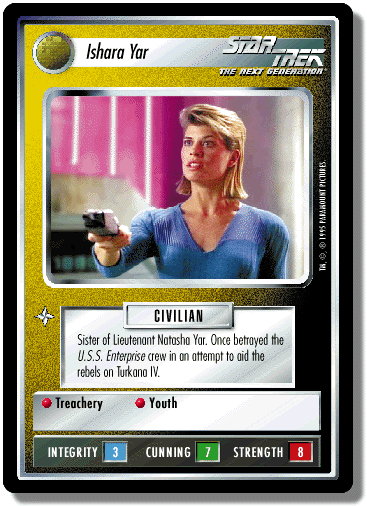 Ishara Yar
STAR TREK
THE NEXT GENERATION®
TM, ©, ® 1995 PARAMOUNT PICTURES.
CIVILIAN
Sister of Lieutenant Natasha Yar. Once betrayed the
U.S.S. Enterprise crew in an attempt to aid the
rebels on Turkana IV.
Treachery Youth
INTEGRITY 3 CUNNING 7 STRENGTH 8